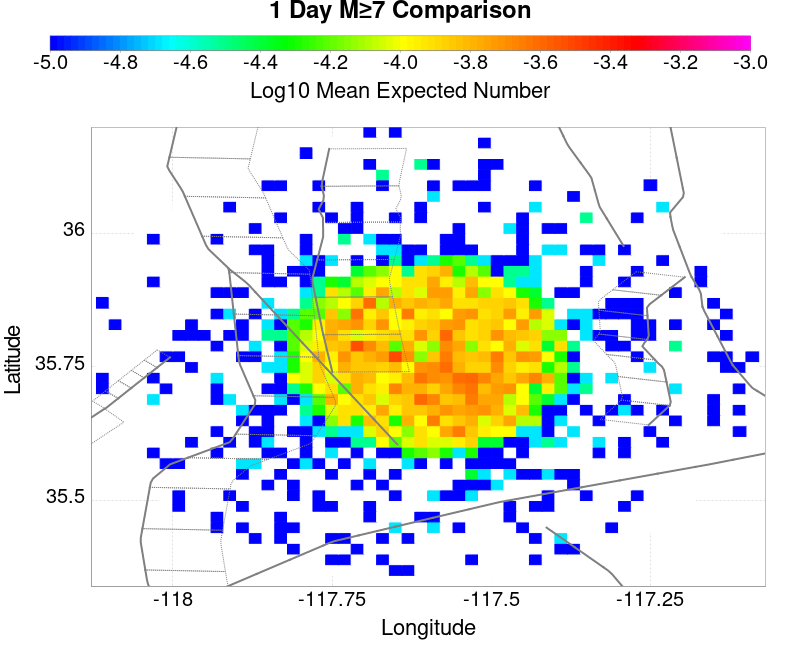 1 Day M≥7 Comparison
-5.0 -4.8 -4.6 -4.4 -4.2 -4.0 -3.8 -3.6 -3.4 -3.2 -3.0
Log10 Mean Expected Number
36
35.75
35.5
Latitude
-118 -117.75 -117.5 -117.25
Longitude